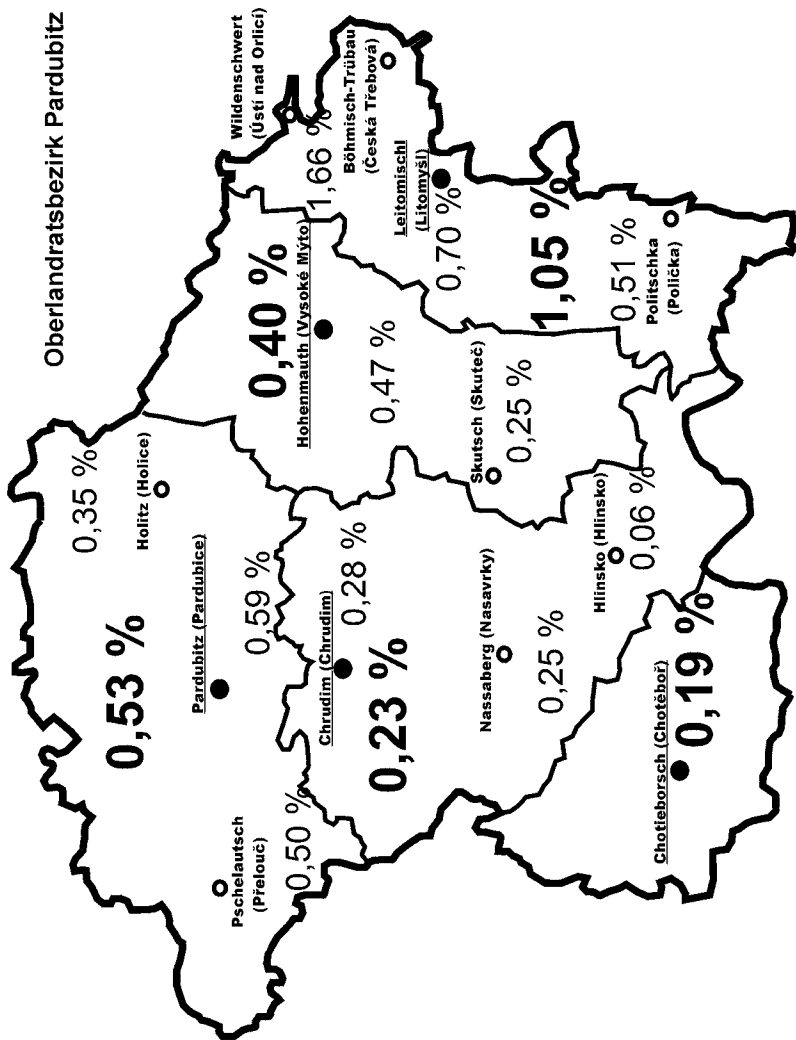 Oberlandratsbezirk Pardubitz
Wildenschwert
(Ústí nad Orlicí)
1,66 %
Böhmisch-Trübau
(Česká Třebová)
Leitomischl
(Litomyšl)
0,70 %
1,05 %
0,51 %
Politschka
(Polička)
0,40 %
Hohenmauth (Vysoké Mýto)
0,47 %
Skutsch (Skuteč)
0,25 %
0,35 %
Holitz (Holice)
0,53 %
Pardubitz (Pardubice)
0,59 %
Pschelautsch
(Přelouč)
0,50 %
Chrudim (Chrudim)
0,28 %
0,23 %
Nassaberg (Nasavrky)
0,25 %
Hlinsko (Hlinsko)
0,06 %
Chotieborsch (Chotěboř)
0,19 %